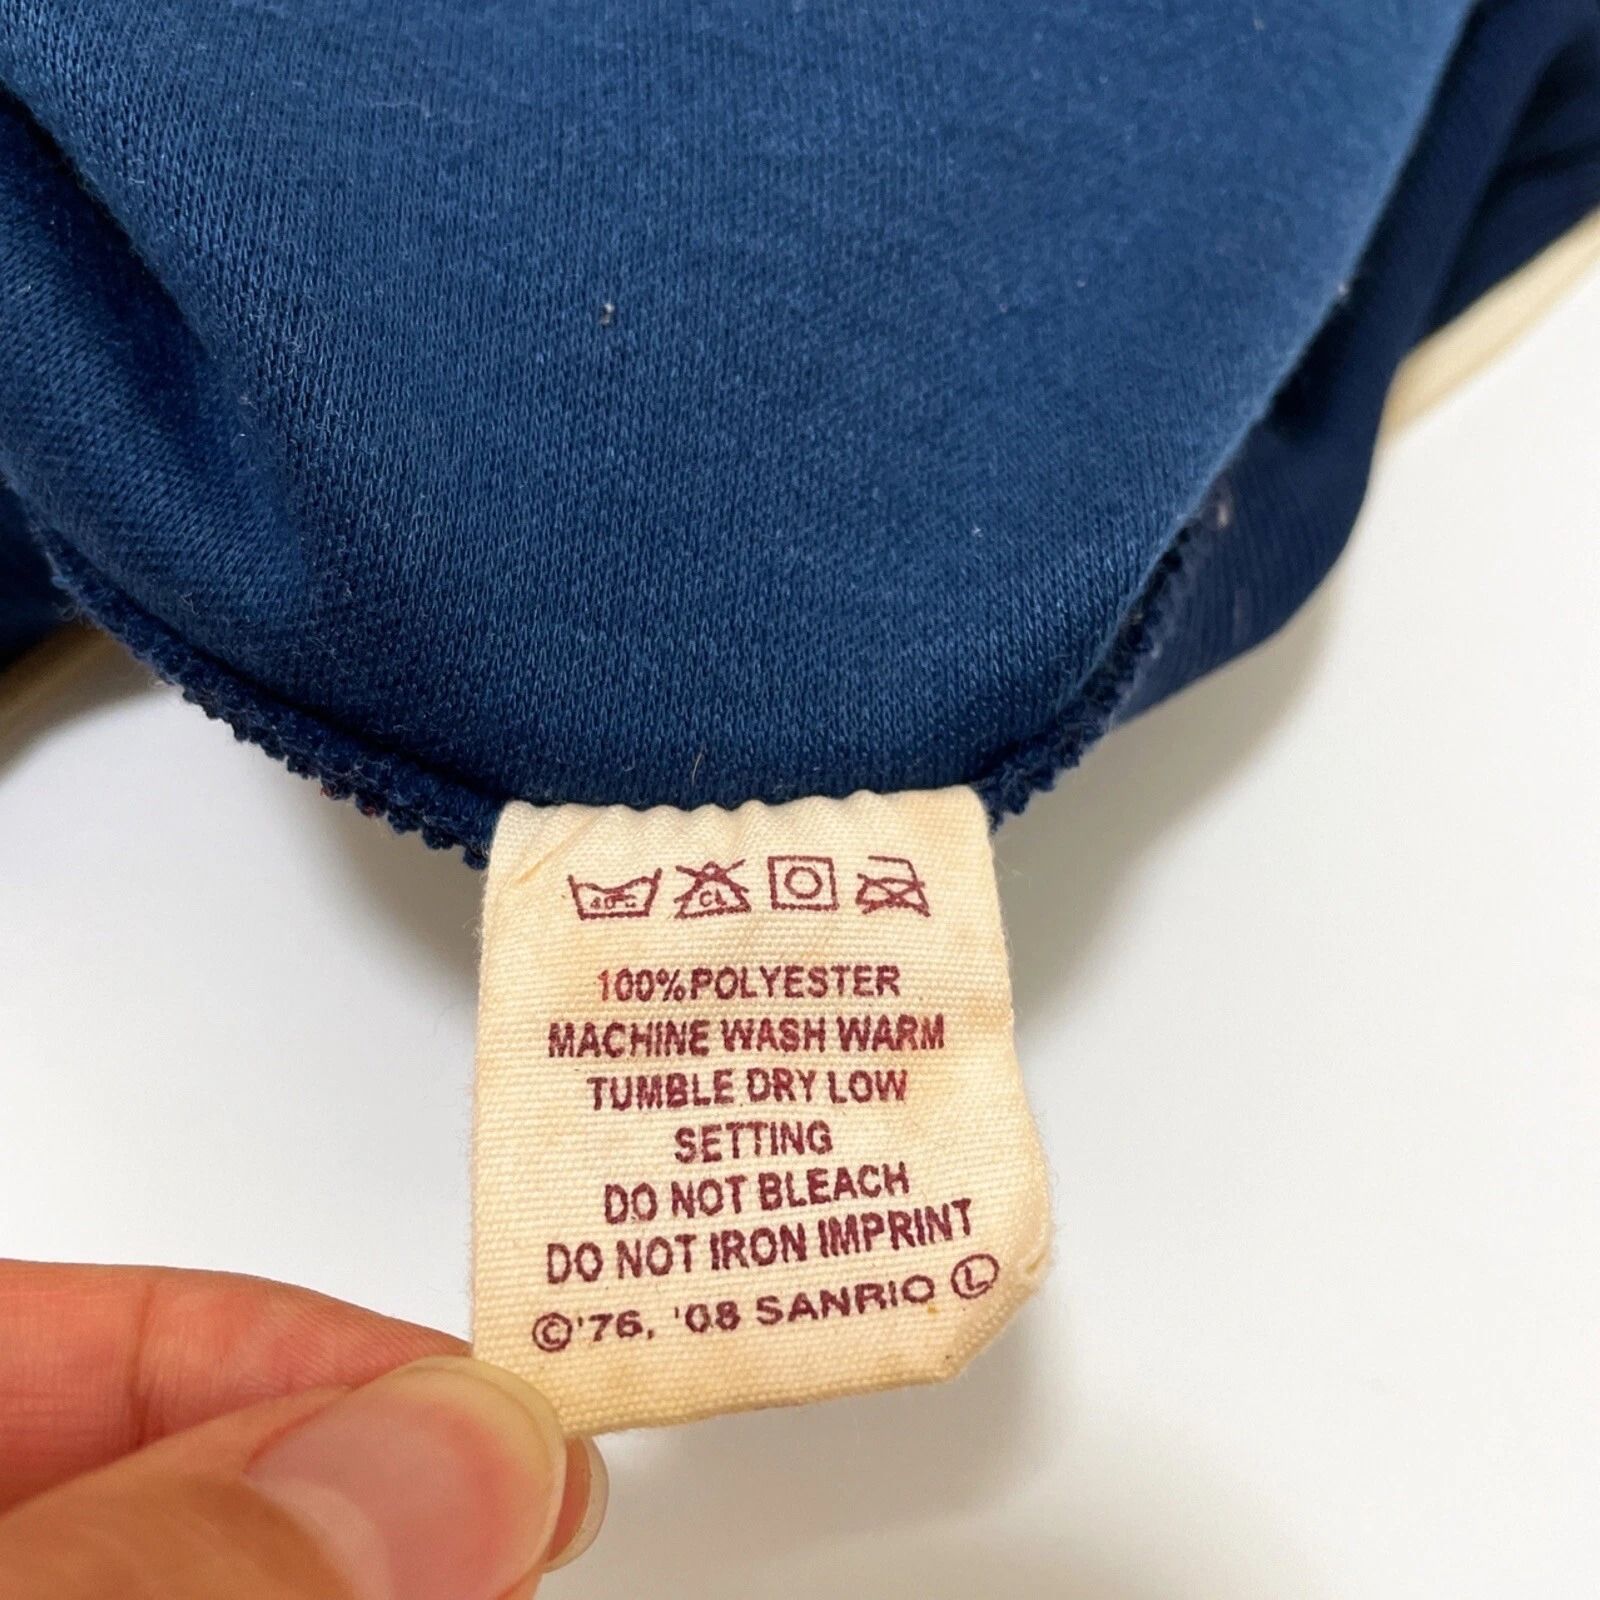 40°C CL
100%POLYESTER
MACHINE WASH WARM
TUMBLE DRY LOW
SETTING
DO NOT BLEACH
DO NOT IRON IMPRINT
©'76, '08 SANRIO Ⓛ